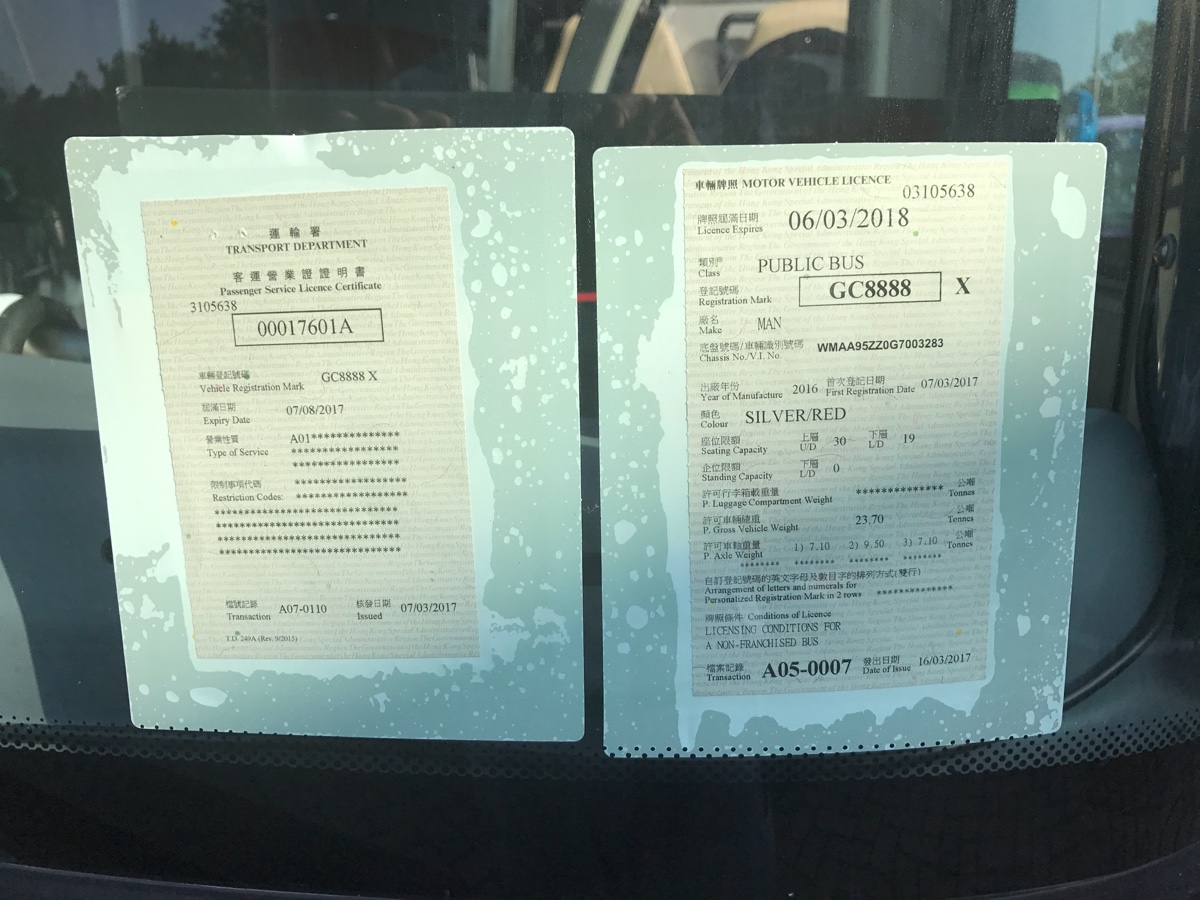 運輸署
TRANSPORT DEPARTMENT
客運營業證證明書
Passenger Service Licence Certificate
3105638
00017601A
車輛登記號碼
Vehicle Registration Mark GC8888 X
屆滿日期
Expiry Date 07/08/2017
營業性質
Type of Service A01**************
*****************
*****************
限制事項代碼 ******************
Restriction Codes: ******************
*****************************
*****************************
*****************************
*****************************
檔號記錄
Transaction A07-0110
核發日期
Issued 07/03/2017
T.D. 249A (Rev. 9/2015)
車輛牌照 MOTOR VEHICLE LICENCE
03105638
牌照屆滿日期
Licence Expires 06/03/2018
類別
Class PUBLIC BUS
登記號碼
Registration Mark GC8888 X
廠名
Make MAN
底盤號碼/車輛識別號碼
Chassis No./V.I. No. WMAA95ZZ0G7003283
出廠年份
Year of Manufacture 2016
首次登記日期
First Registration Date 07/03/2017
顏色
Colour SILVER/RED
座位限額
Seating Capacity
上層
U/D 30
下層
L/D 19
企位限額
Standing Capacity
下層
L/D 0
許可行李箱載重量
P. Luggage Compartment Weight **************
公噸
Tonnes
許可車輛總重
P. Gross Vehicle Weight 23.70
公噸
Tonnes
許可車軸重量
P. Axle Weight 1) 7.10 2) 9.50 3) 7.10
公噸
Tonnes
******** ******** ******** ********
自訂登記號碼的英文字母及數目字的排列方式(雙行)
Arrangement of letters and numerals for
Personalized Registration Mark in 2 rows **************
牌照條件 Conditions of Licence
LICENSING CONDITIONS FOR
A NON-FRANCHISED BUS
檔案記錄
Transaction A05-0007
發出日期
Date of Issue 16/03/2017